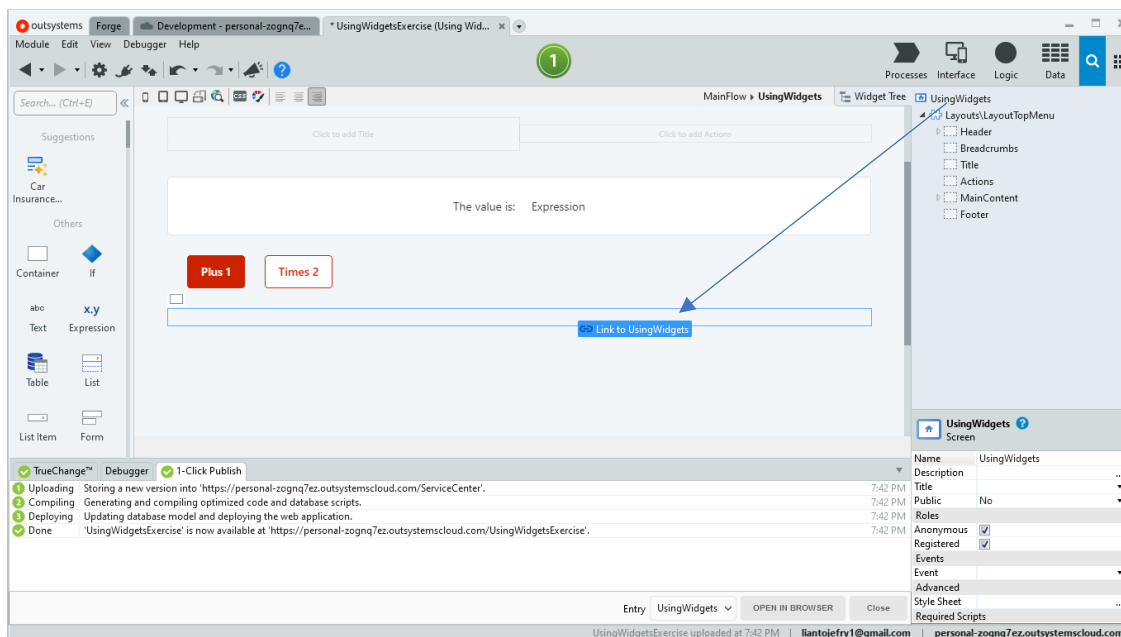 outsystems Forge Development - personal-zognq7e... * UsingWidgetsExercise (Using Wid... ×
Module Edit View Debugger Help
1
Processes Interface Logic Data
Search... (Ctrl+E)
MainFlow UsingWidgets Widget Tree
UsingWidgets
Layouts\LayoutTopMenu
Header
Breadcrumbs
Title
Actions
MainContent
Footer
Suggestions
Car
Insurance...
Others
Container If
abc x.y
Text Expression
Table List
List Item Form
Click to add Title Click to add Actions
The value is: Expression
Plus 1 Times 2
Link to UsingWidgets
UsingWidgets ?
Screen
Name UsingWidgets
Description ...
Title
Public No
Roles
Anonymous
Registered
Events
Event
Advanced
Style Sheet ...
Required Scripts
TrueChange™ Debugger 1-Click Publish
1 Uploading Storing a new version into 'https://personal-zognq7ez.outsystemscloud.com/ServiceCenter'. 7:42 PM
2 Compiling Generating and compiling optimized code and database scripts. 7:42 PM
3 Deploying Updating database model and deploying the web application. 7:42 PM
Done 'UsingWidgetsExercise' is now available at 'https://personal-zognq7ez.outsystemscloud.com/UsingWidgetsExercise'. 7:42 PM
Entry UsingWidgets OPEN IN BROWSER Close
UsingWidgetsExercise uploaded at 7:42 PM liantojefry1@gmail.com personal-zognq7ez.outsystemscloud.com